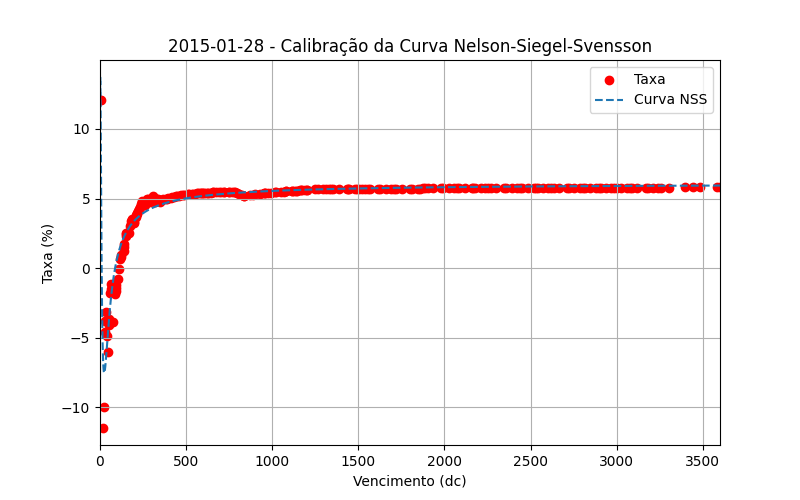 2015-01-28 - Calibração da Curva Nelson-Siegel-Svensson
Taxa
Curva NSS
Taxa (%)
10
5
0
−5
−10
0 500 1000 1500 2000 2500 3000 3500
Vencimento (dc)